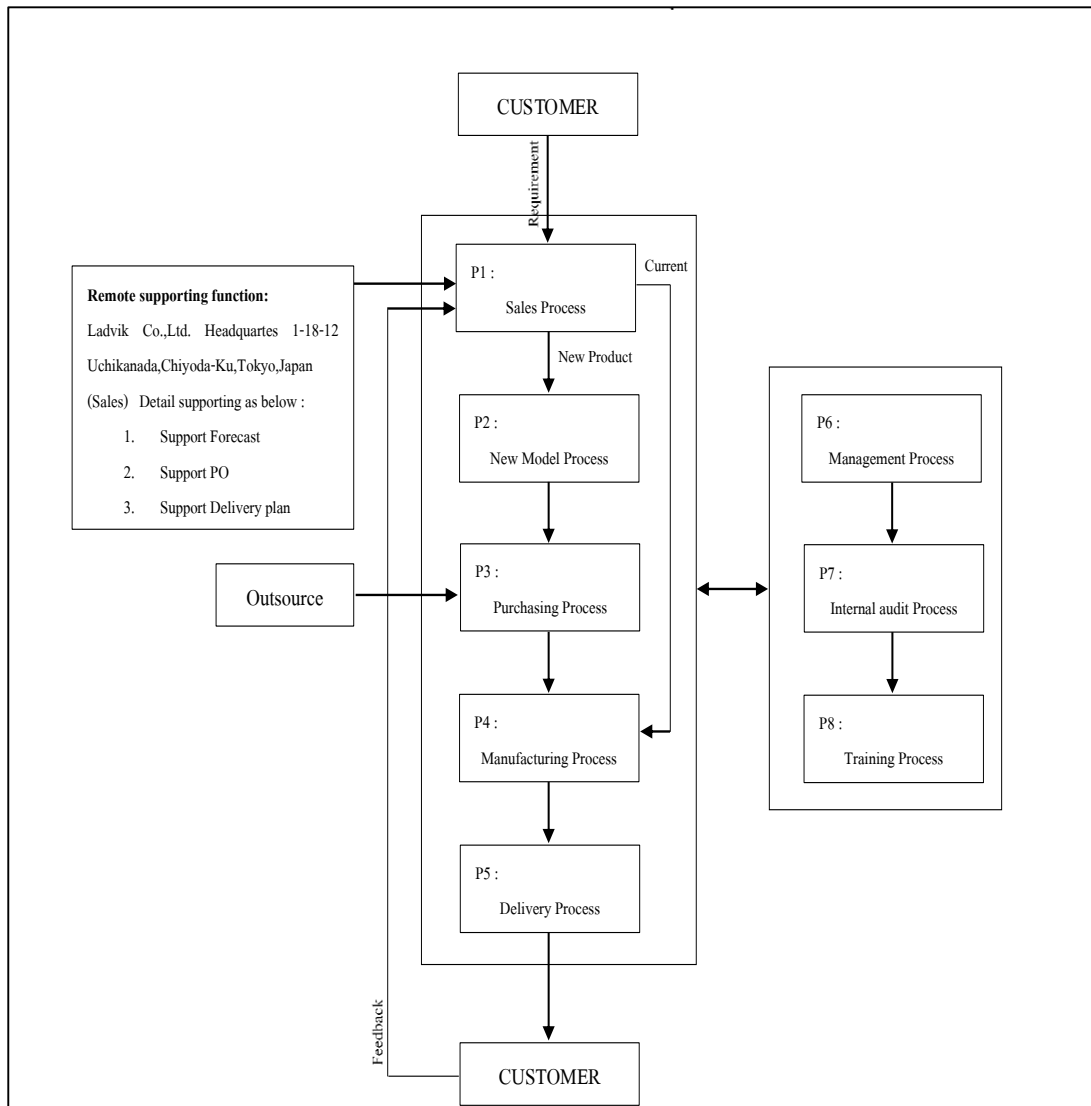 CUSTOMER
Requirement
P1 :
Sales Process
Current
Remote supporting function:
Ladvik Co.,Ltd. Headquartes 1-18-12
Uchikanada,Chiyoda-Ku,Tokyo,Japan
(Sales) Detail supporting as below :
1. Support Forecast
2. Support PO
3. Support Delivery plan
New Product
P2 :
New Model Process
P6 :
Management Process
Outsource
P3 :
Purchasing Process
P7 :
Internal audit Process
P4 :
Manufacturing Process
P8 :
Training Process
P5 :
Delivery Process
Feedback
CUSTOMER